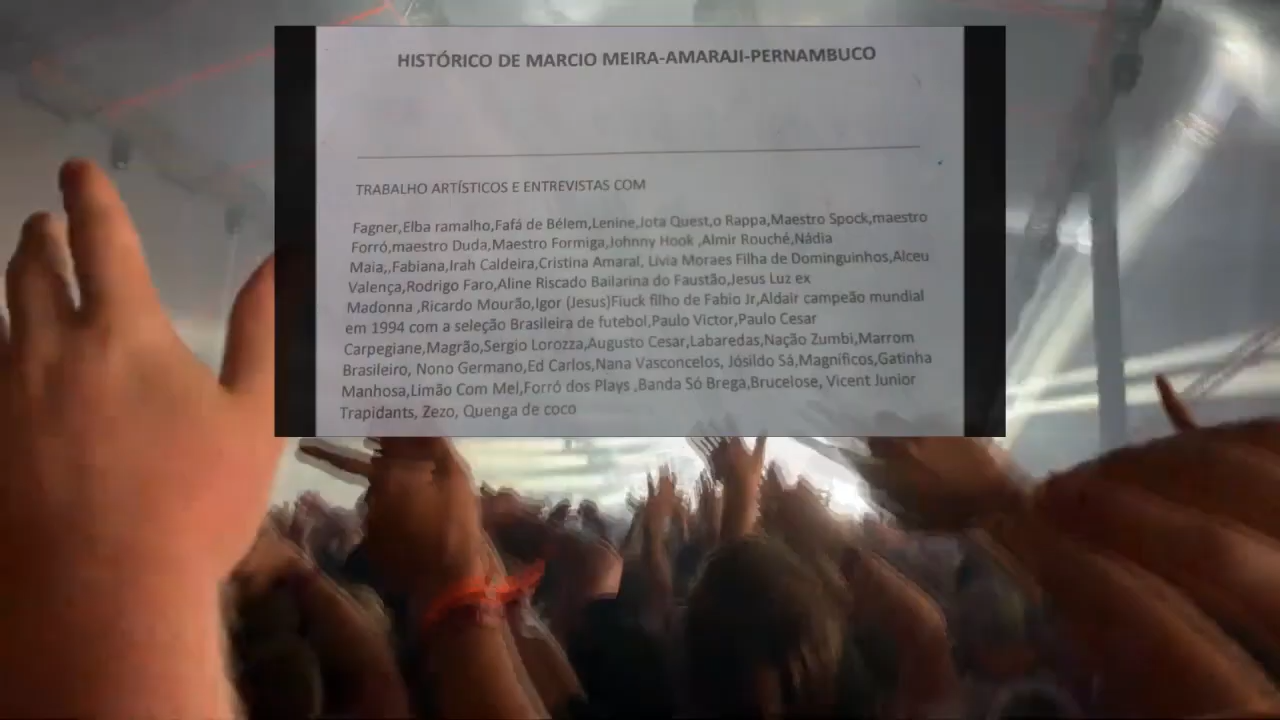 HISTÓRICO DE MARCIO MEIRA-AMARAJI-PERNAMBUCO
TRABALHO ARTÍSTICOS E ENTREVISTAS COM
Fagner,Elba ramalho,Fafá de Bélem,Lenine,Jota Quest,o Rappa,Maestro Spock,maestro
Forró,maestro Duda,Maestro Formiga,Johnny Hook ,Almir Rouché,Nádia
Maia,,Fabiana,Irah Caldeira,Cristina Amaral, Livia Moraes Filha de Dominguinhos,Alceu
Valença,Rodrigo Faro,Aline Riscado Bailarina do Faustão,Jesus Luz ex
Madonna ,Ricardo Mourão,Igor (Jesus)Fiuck filho de Fabio Jr,Aldair campeão mundial
em 1994 com a seleção Brasileira de futebol,Paulo Victor,Paulo Cesar
Carpegiane,Magrão,Sergio Lorozza,Augusto Cesar,Labaredas,Nação Zumbi,Marrom
Brasileiro, Nono Germano,Ed Carlos,Nana Vasconcelos, Jósildo Sá,Magníficos,Gatinha
Manhosa,Limão Com Mel,Forró dos Plays ,Banda Só Brega,Brucelose, Vicent Junior
Trapidants, Zezo, Quenga de coco